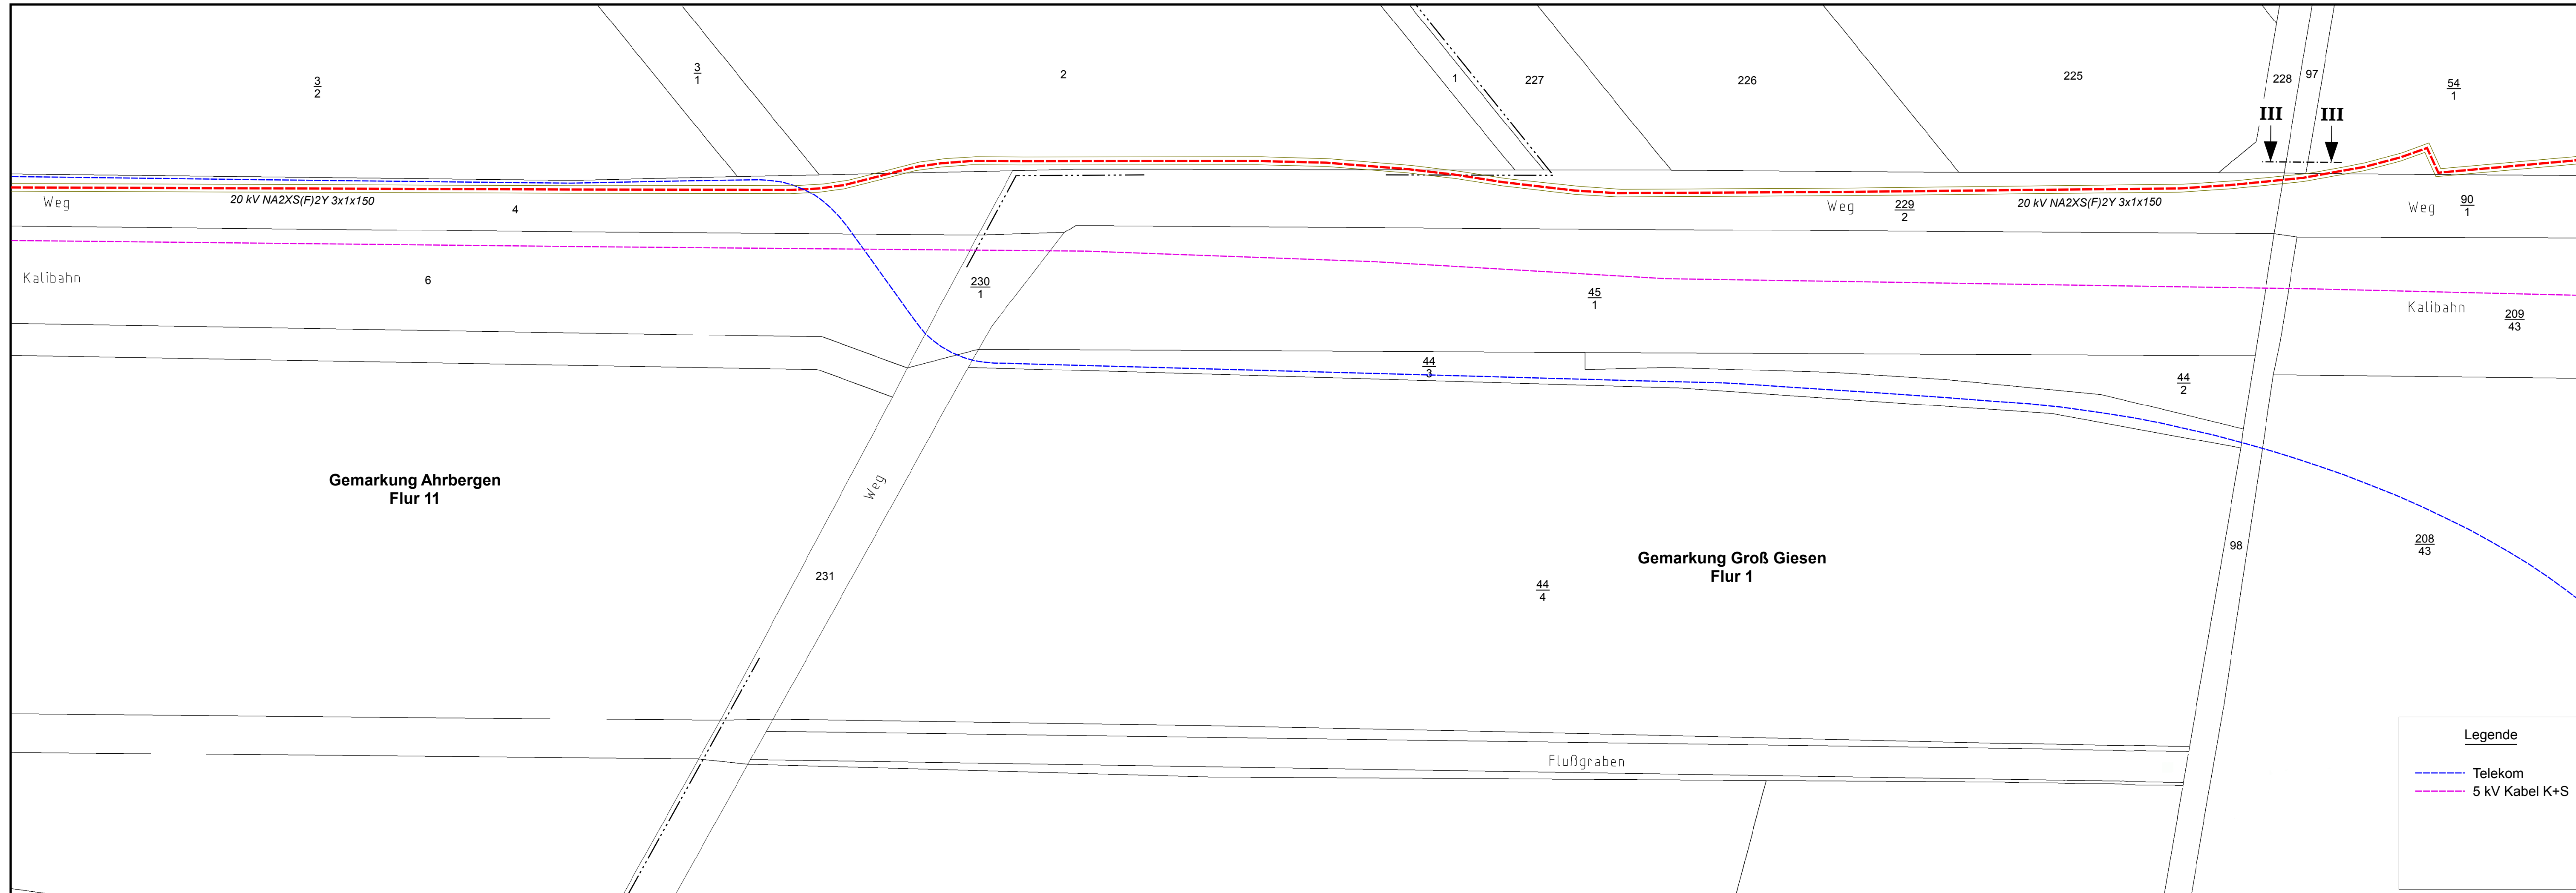 3
2
3
1
2
1
227
226
225
228
97
54
1
III
III
Weg
20 kV NA2XS(F)2Y 3x1x150
4
Weg
229
2
20 kV NA2XS(F)2Y 3x1x150
Weg
90
1
Kalibahn
6
230
1
45
1
Kalibahn
209
43
44
3
44
2
Gemarkung Ahrbergen
Flur 11
Weg
231
Gemarkung Groß Giesen
Flur 1
44
4
98
208
43
Flußgraben
Legende
Telekom
5 kV Kabel K+S